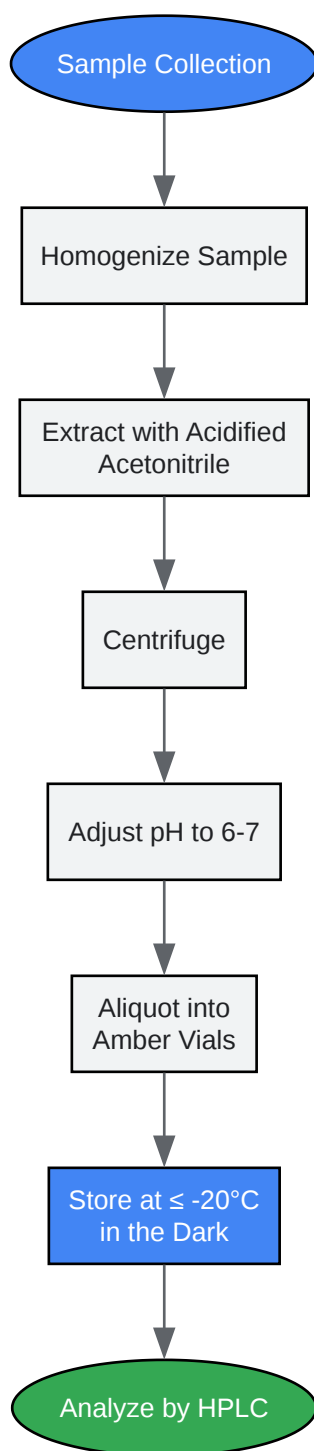 Sample Collection
Homogenize Sample
Extract with Acidified
Acetonitrile
Centrifuge
Adjust pH to 6-7
Aliquot into
Amber Vials
Store at ≤ -20°C
in the Dark
Analyze by HPLC